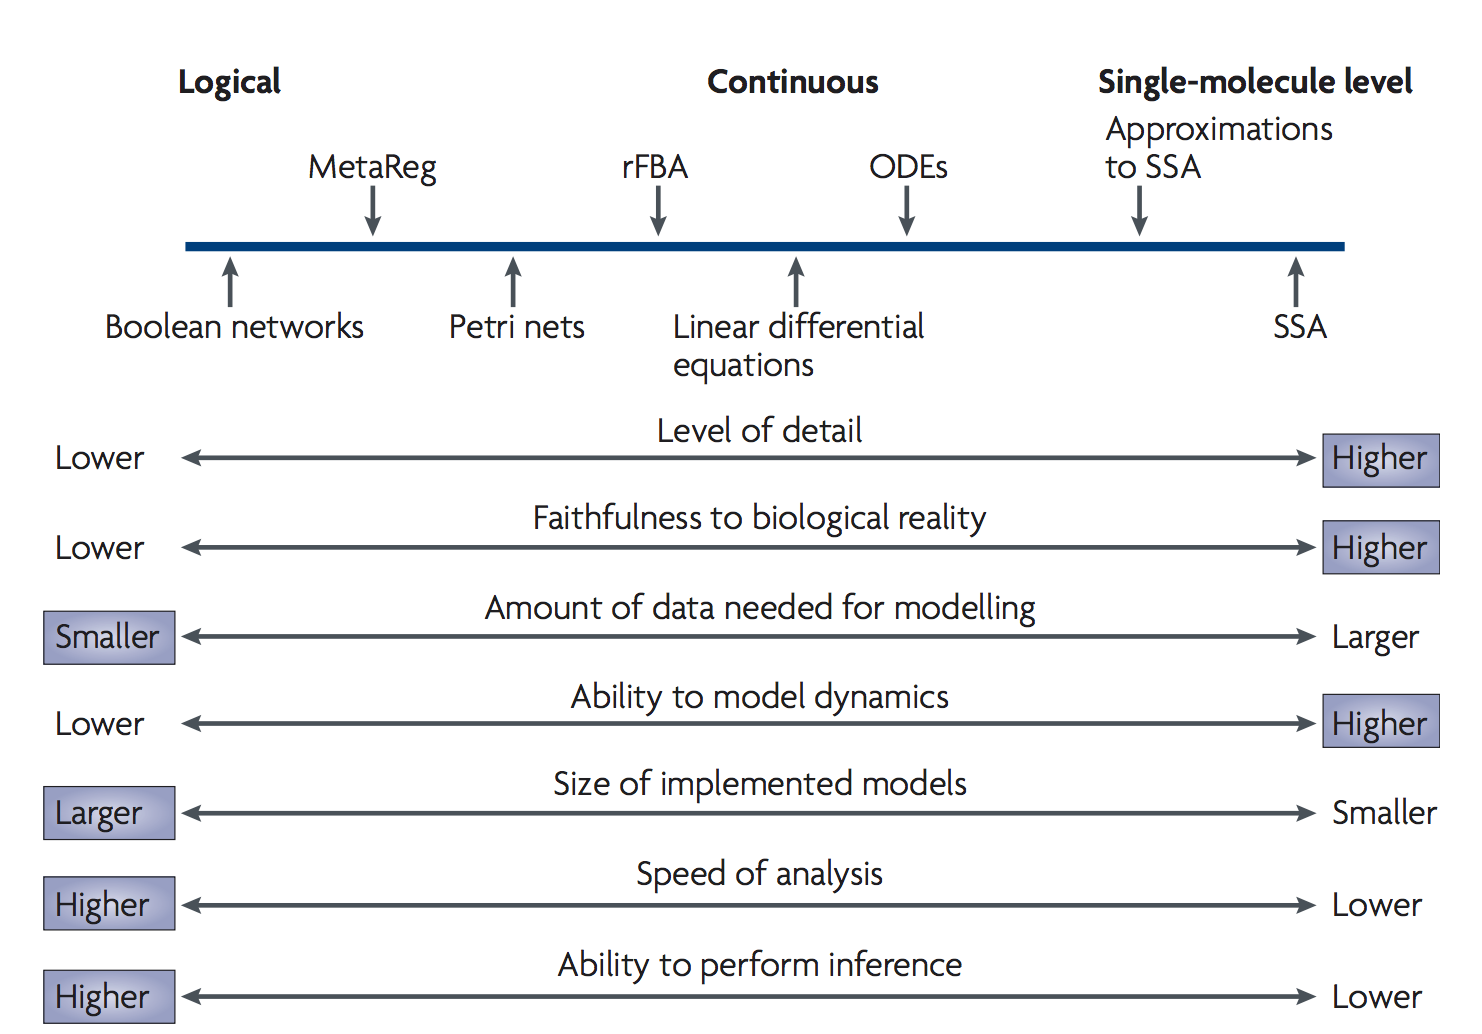 Logical
Continuous
Single-molecule level
MetaReg
rFBA
ODEs
Approximations
to SSA
Boolean networks
Petri nets
Linear differential
equations
SSA
Level of detail
Lower
Higher
Faithfulness to biological reality
Lower
Higher
Amount of data needed for modelling
Smaller
Larger
Ability to model dynamics
Lower
Higher
Size of implemented models
Larger
Smaller
Speed of analysis
Higher
Lower
Ability to perform inference
Higher
Lower